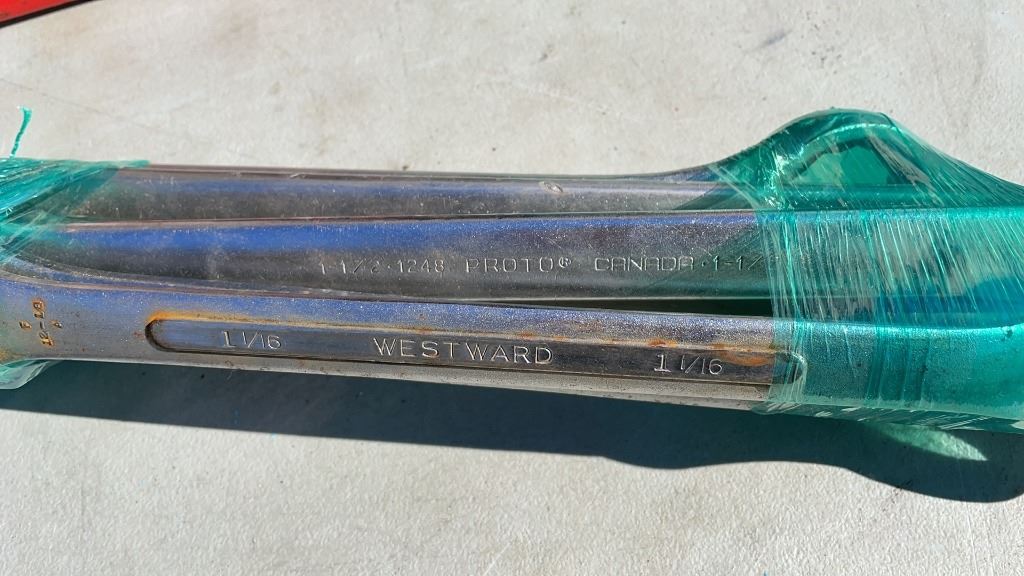 1-1/2 · 1248 PROTO® CANADA · 1-1/2
1 1/16 WESTWARD 1 1/16